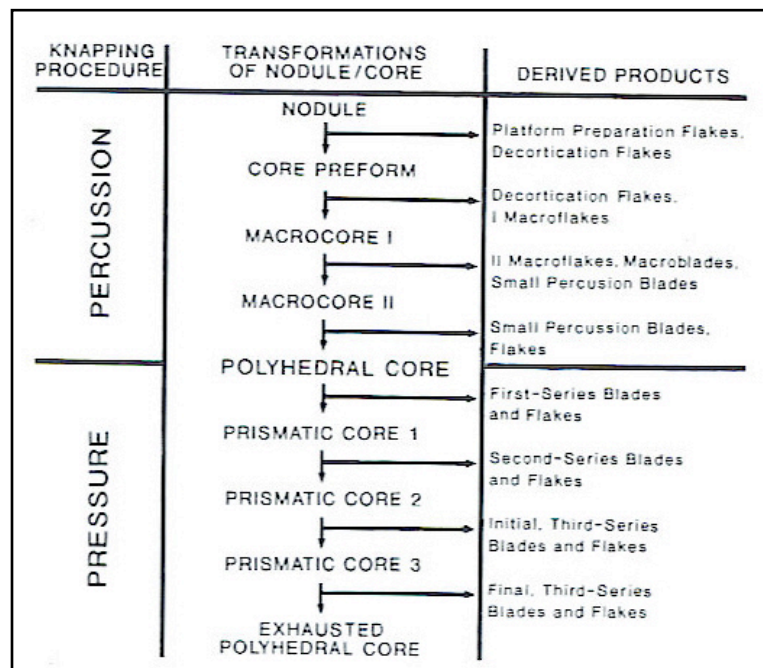 KNAPPING
PROCEDURE
TRANSFORMATIONS
OF NODULE/CORE
DERIVED PRODUCTS
PERCUSSION
NODULE
Platform Preparation Flakes,
Decortication Flakes
CORE PREFORM
Decortication Flakes,
I Macroflakes
MACROCORE I
II Macroflakes, Macroblades,
Small Percusion Blades
MACROCORE II
Small Percussion Blades,
Flakes
POLYHEDRAL CORE
PRESSURE
First-Series Blades
and Flakes
PRISMATIC CORE 1
Second-Series Blades
and Flakes
PRISMATIC CORE 2
Initial, Third-Series
Blades and Flakes
PRISMATIC CORE 3
Final, Third-Series
Blades and Flakes
EXHAUSTED
POLYHEDRAL CORE